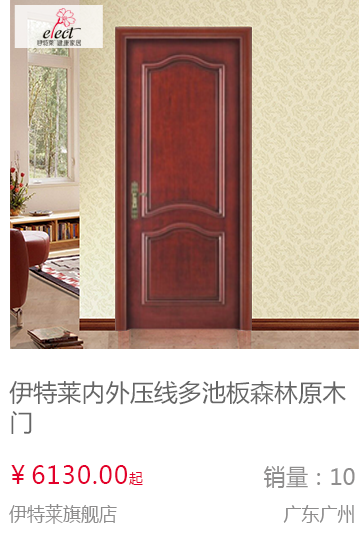 elect
伊特莱 健康家居
伊特莱内外压线多池板森林原木
门
￥6130.00起
销量：10
伊特莱旗舰店
广东广州